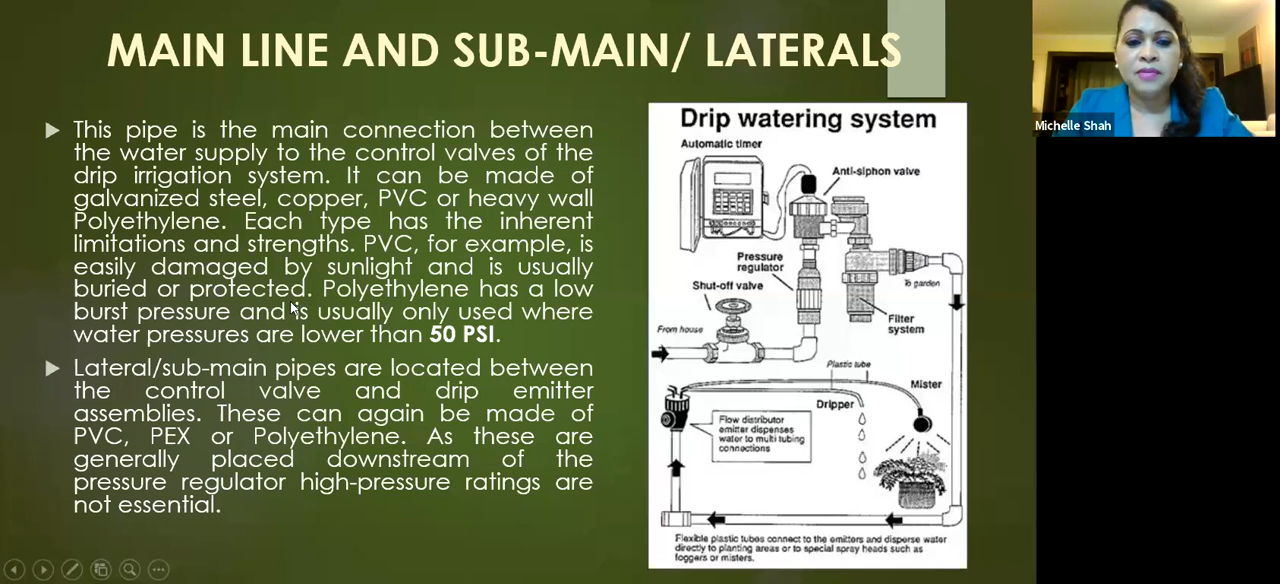 MAIN LINE AND SUB-MAIN/ LATERALS
This pipe is the main connection between
the water supply to the control valves of the
drip irrigation system. It can be made of
galvanized steel, copper, PVC or heavy wall
Polyethylene. Each type has the inherent
limitations and strengths. PVC, for example, is
easily damaged by sunlight and is usually
buried or protected. Polyethylene has a low
burst pressure and is usually only used where
water pressures are lower than 50 PSI.
Lateral/sub-main pipes are located between
the control valve and drip emitter
assemblies. These can again be made of
PVC, PEX or Polyethylene. As these are
generally placed downstream of the
pressure regulator high-pressure ratings are
not essential.
Drip watering system
Automatic timer
Anti-siphon valve
Pressure
regulator
Shut-off valve
To garden
Filter
system
From house
Plastic tube
Mister
Dripper
Flow distributor
emitter dispenses
water to multi tubing
connections
Flexible plastic tubes connect to the emitters and disperse water
directly to planting areas or to special spray heads such as
foggers or misters.
Michelle Shah